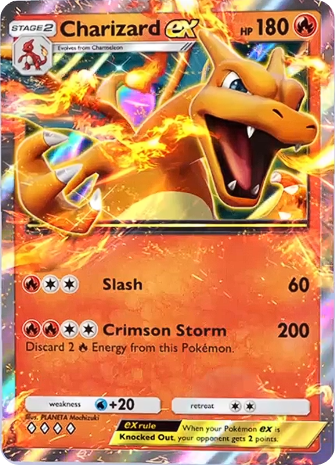 STAGE 2 Charizard ex HP 180
Evolves from Charmeleon
Slash 60
Crimson Storm 200
Discard 2 Energy from this Pokémon.
weakness +20 retreat
Illus. PLANETA Mochizuki
ex rule When your Pokémon ex is
Knocked Out, your opponent gets 2 points.